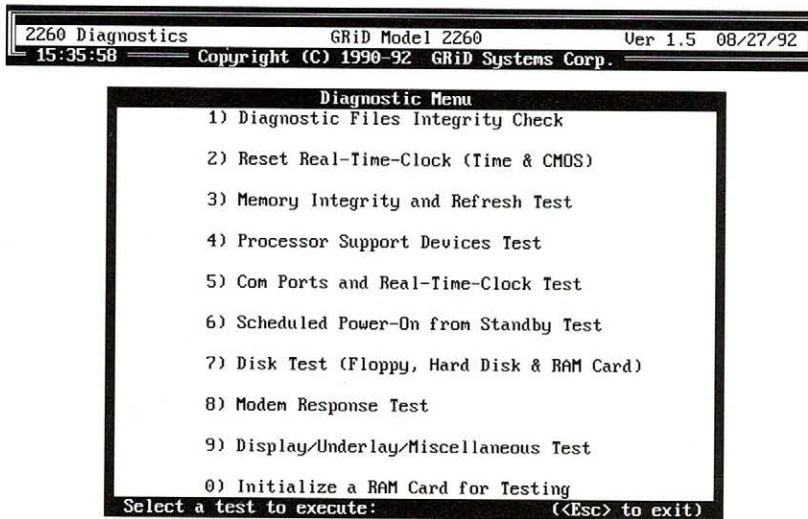 2260 Diagnostics GRiD Model 2260 Ver 1.5 08/27/92
15:35:58 Copyright (C) 1990-92 GRiD Systems Corp.
Diagnostic Menu
1) Diagnostic Files Integrity Check
2) Reset Real-Time-Clock (Time & CMOS)
3) Memory Integrity and Refresh Test
4) Processor Support Devices Test
5) Com Ports and Real-Time-Clock Test
6) Scheduled Power-On from Standby Test
7) Disk Test (Floppy, Hard Disk & RAM Card)
8) Modem Response Test
9) Display/Underlay/Miscellaneous Test
0) Initialize a RAM Card for Testing
Select a test to execute: (<Esc> to exit)